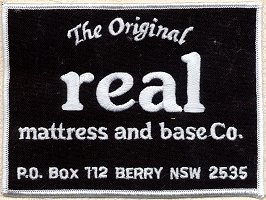 The Original
real
mattress and base Co.
P.O. Box 112 BERRY NSW 2535